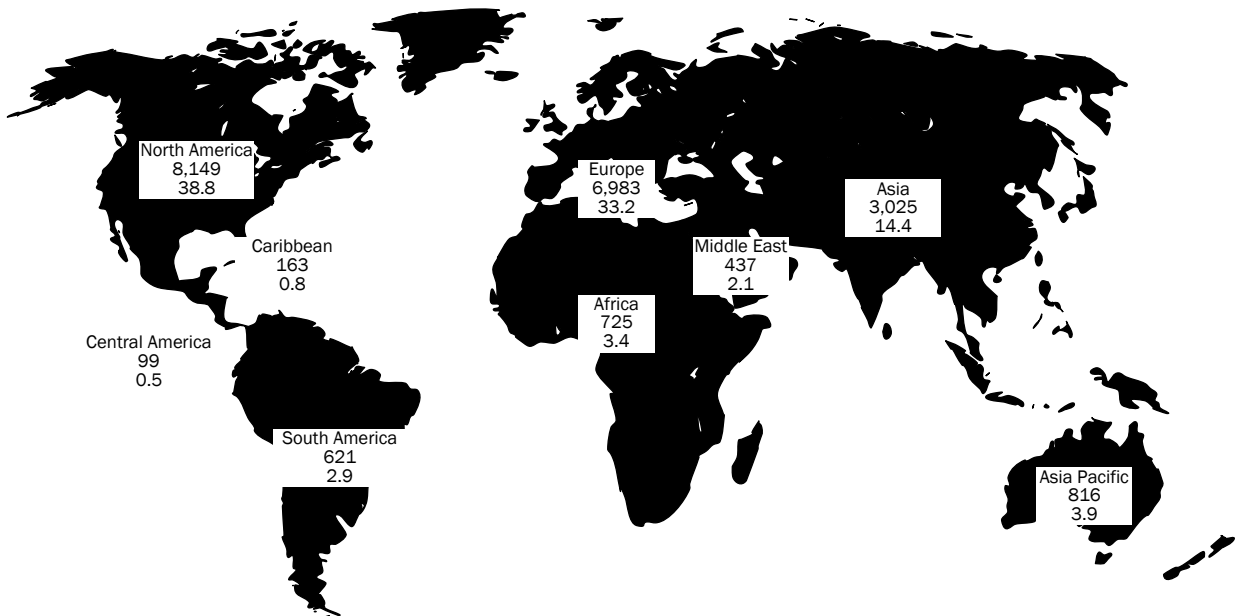 North America
8,149
38.8
Europe
6,983
33.2
Asia
3,025
14.4
Caribbean
163
0.8
Middle East
437
2.1
Africa
725
3.4
Central America
99
0.5
South America
621
2.9
Asia Pacific
816
3.9